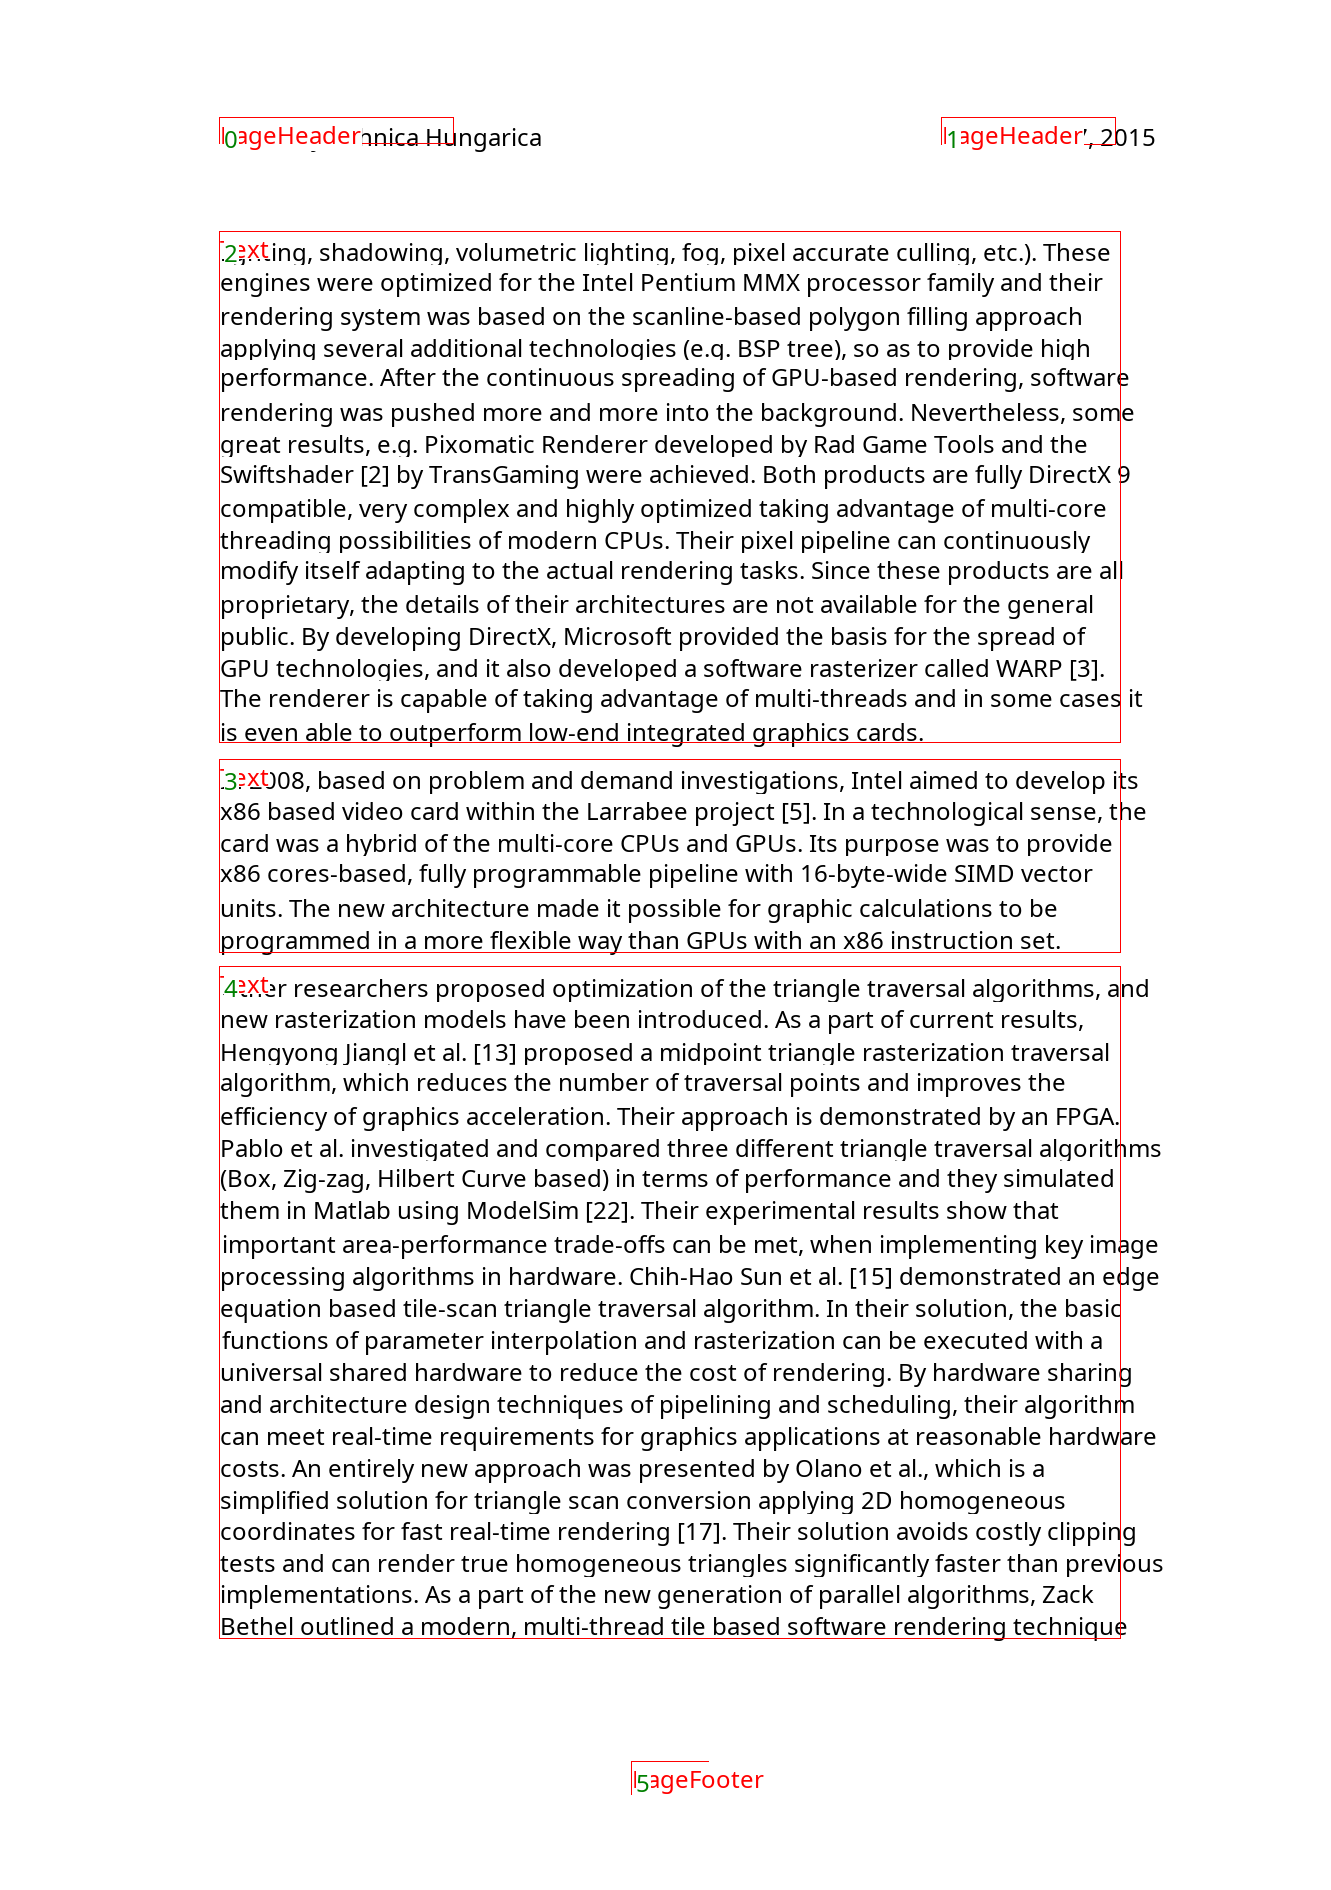 0 ageHeader nnica Hungarica
1 ageHeader , 2015
2 ext ing, shadowing, volumetric lighting, fog, pixel accurate culling, etc.). These
engines were optimized for the Intel Pentium MMX processor family and their
rendering system was based on the scanline-based polygon filling approach
applying several additional technologies (e.g. BSP tree), so as to provide high
performance. After the continuous spreading of GPU-based rendering, software
rendering was pushed more and more into the background. Nevertheless, some
great results, e.g. Pixomatic Renderer developed by Rad Game Tools and the
Swiftshader [2] by TransGaming were achieved. Both products are fully DirectX 9
compatible, very complex and highly optimized taking advantage of multi-core
threading possibilities of modern CPUs. Their pixel pipeline can continuously
modify itself adapting to the actual rendering tasks. Since these products are all
proprietary, the details of their architectures are not available for the general
public. By developing DirectX, Microsoft provided the basis for the spread of
GPU technologies, and it also developed a software rasterizer called WARP [3].
The renderer is capable of taking advantage of multi-threads and in some cases it
is even able to outperform low-end integrated graphics cards.
3 ext 008, based on problem and demand investigations, Intel aimed to develop its
x86 based video card within the Larrabee project [5]. In a technological sense, the
card was a hybrid of the multi-core CPUs and GPUs. Its purpose was to provide
x86 cores-based, fully programmable pipeline with 16-byte-wide SIMD vector
units. The new architecture made it possible for graphic calculations to be
programmed in a more flexible way than GPUs with an x86 instruction set.
4 ext er researchers proposed optimization of the triangle traversal algorithms, and
new rasterization models have been introduced. As a part of current results,
Hengyong Jiangl et al. [13] proposed a midpoint triangle rasterization traversal
algorithm, which reduces the number of traversal points and improves the
efficiency of graphics acceleration. Their approach is demonstrated by an FPGA.
Pablo et al. investigated and compared three different triangle traversal algorithms
(Box, Zig-zag, Hilbert Curve based) in terms of performance and they simulated
them in Matlab using ModelSim [22]. Their experimental results show that
important area-performance trade-offs can be met, when implementing key image
processing algorithms in hardware. Chih-Hao Sun et al. [15] demonstrated an edge
equation based tile-scan triangle traversal algorithm. In their solution, the basic
functions of parameter interpolation and rasterization can be executed with a
universal shared hardware to reduce the cost of rendering. By hardware sharing
and architecture design techniques of pipelining and scheduling, their algorithm
can meet real-time requirements for graphics applications at reasonable hardware
costs. An entirely new approach was presented by Olano et al., which is a
simplified solution for triangle scan conversion applying 2D homogeneous
coordinates for fast real-time rendering [17]. Their solution avoids costly clipping
tests and can render true homogeneous triangles significantly faster than previous
implementations. As a part of the new generation of parallel algorithms, Zack
Bethel outlined a modern, multi-thread tile based software rendering technique
5 ageFooter